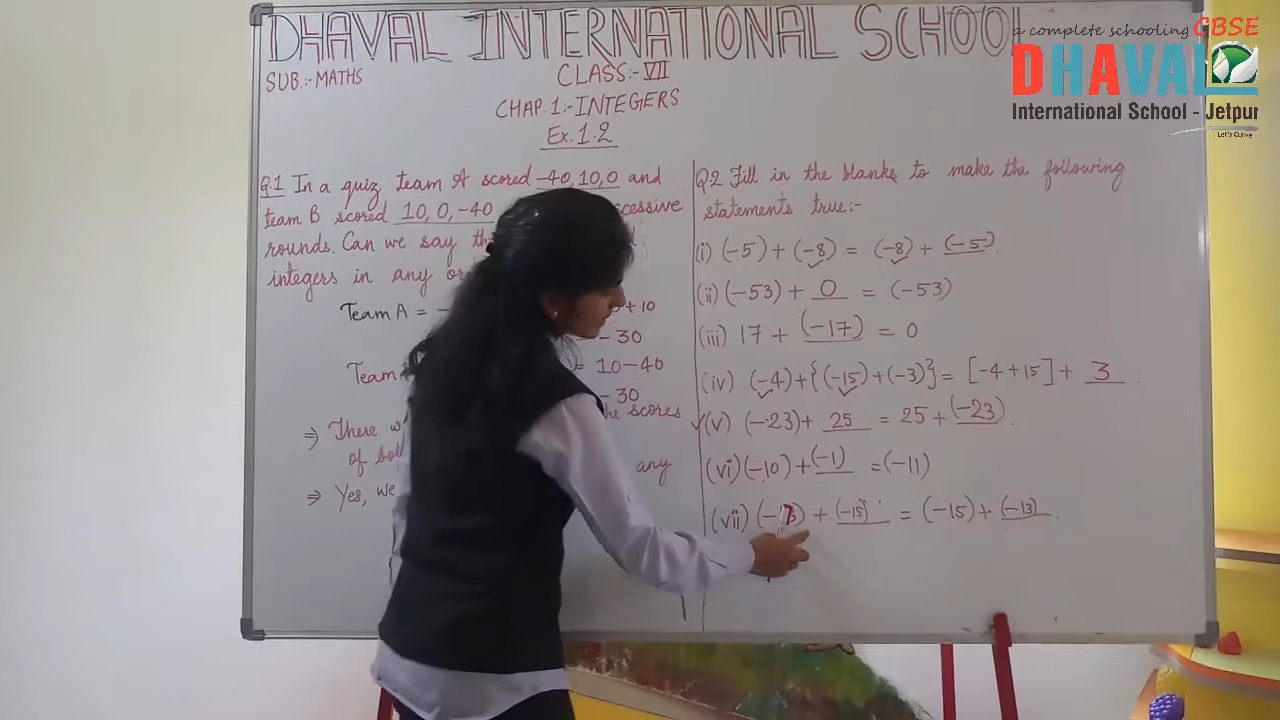 DHAVAL INTERNATIONAL SCHOOL
a complete schooling CBSE
DHAVAL
International School - Jetpur
Let's Curve
SUB:- MATHS
CLASS:- VII
CHAP. 1:- INTEGERS
Ex. 1.2
Q.1 In a quiz team A scored -40, 10, 0 and
team B scored 10, 0, -40
rounds. Can we say
integers in any
Team A =
+ 10
- 30
Team
= 10 - 40
- 30
⇒ There
scores
of
any
⇒ Yes, we
Q.2 Fill in the blanks to make the following
statements true:-
(i) (-5) + (-8) = (-8) + (-5).
(ii) (-53) + 0 = (-53)
(iii) 17 + (-17) = 0
(iv) (-4) + {(-15) + (-3)} = [-4 + 15] + 3.
(v) (-23) + 25 = 25 + (-23).
(vi) (-10) + (-1) = (-11)
(vii) (-13) + (-15) = (-15) + (-13).